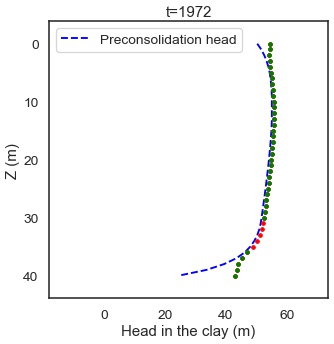 t=1972
Preconsolidation head
0
10
20
30
40
Z (m)
0 20 40 60
Head in the clay (m)